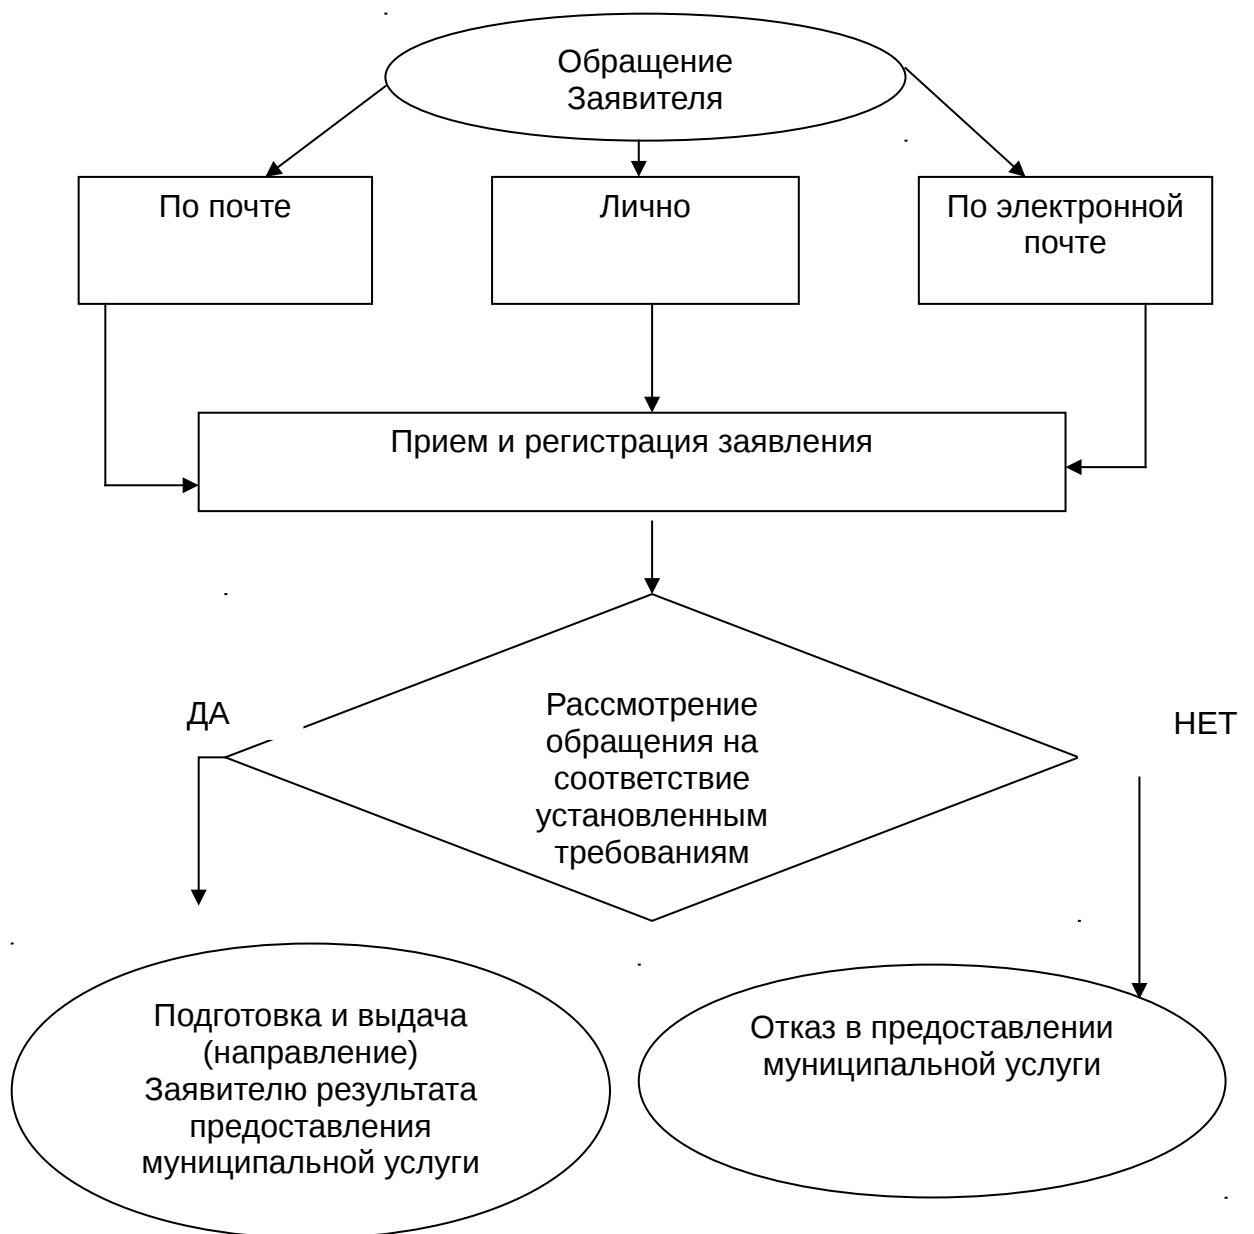 Обращение
Заявителя
По почте
Лично
По электронной
почте
Прием и регистрация заявления
ДА
НЕТ
Рассмотрение
обращения на
соответствие
установленным
требованиям
Подготовка и выдача
(направление)
Заявителю результата
предоставления
муниципальной услуги
Отказ в предоставлении
муниципальной услуги